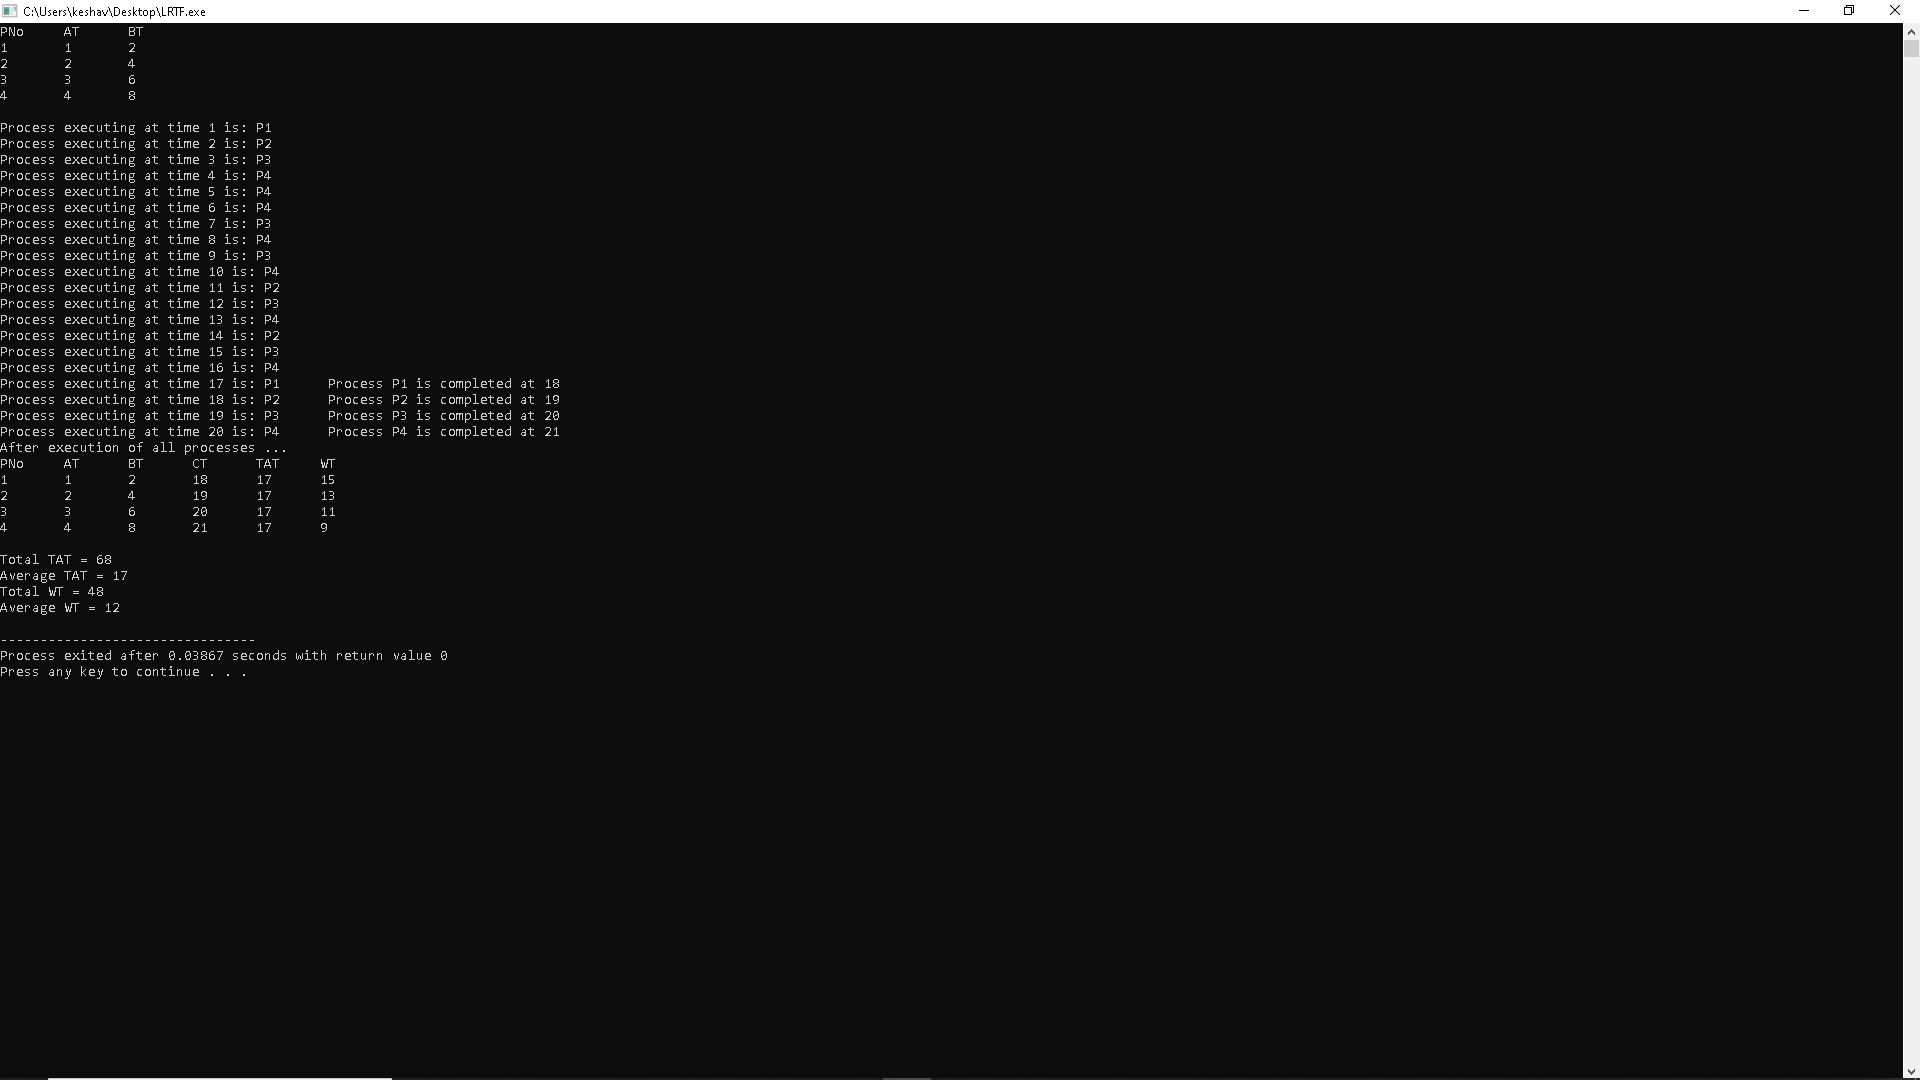 C:\Users\keshav\Desktop\LRTF.exe
PNo AT BT
1 1 2
2 2 4
3 3 6
4 4 8
Process executing at time 1 is: P1
Process executing at time 2 is: P2
Process executing at time 3 is: P3
Process executing at time 4 is: P4
Process executing at time 5 is: P4
Process executing at time 6 is: P4
Process executing at time 7 is: P3
Process executing at time 8 is: P4
Process executing at time 9 is: P3
Process executing at time 10 is: P4
Process executing at time 11 is: P2
Process executing at time 12 is: P3
Process executing at time 13 is: P4
Process executing at time 14 is: P2
Process executing at time 15 is: P3
Process executing at time 16 is: P4
Process executing at time 17 is: P1 Process P1 is completed at 18
Process executing at time 18 is: P2 Process P2 is completed at 19
Process executing at time 19 is: P3 Process P3 is completed at 20
Process executing at time 20 is: P4 Process P4 is completed at 21
After execution of all processes ...
PNo AT BT CT TAT WT
1 1 2 18 17 15
2 2 4 19 17 13
3 3 6 20 17 11
4 4 8 21 17 9
Total TAT = 68
Average TAT = 17
Total WT = 48
Average WT = 12
--------------------------------
Process exited after 0.03867 seconds with return value 0
Press any key to continue . . .